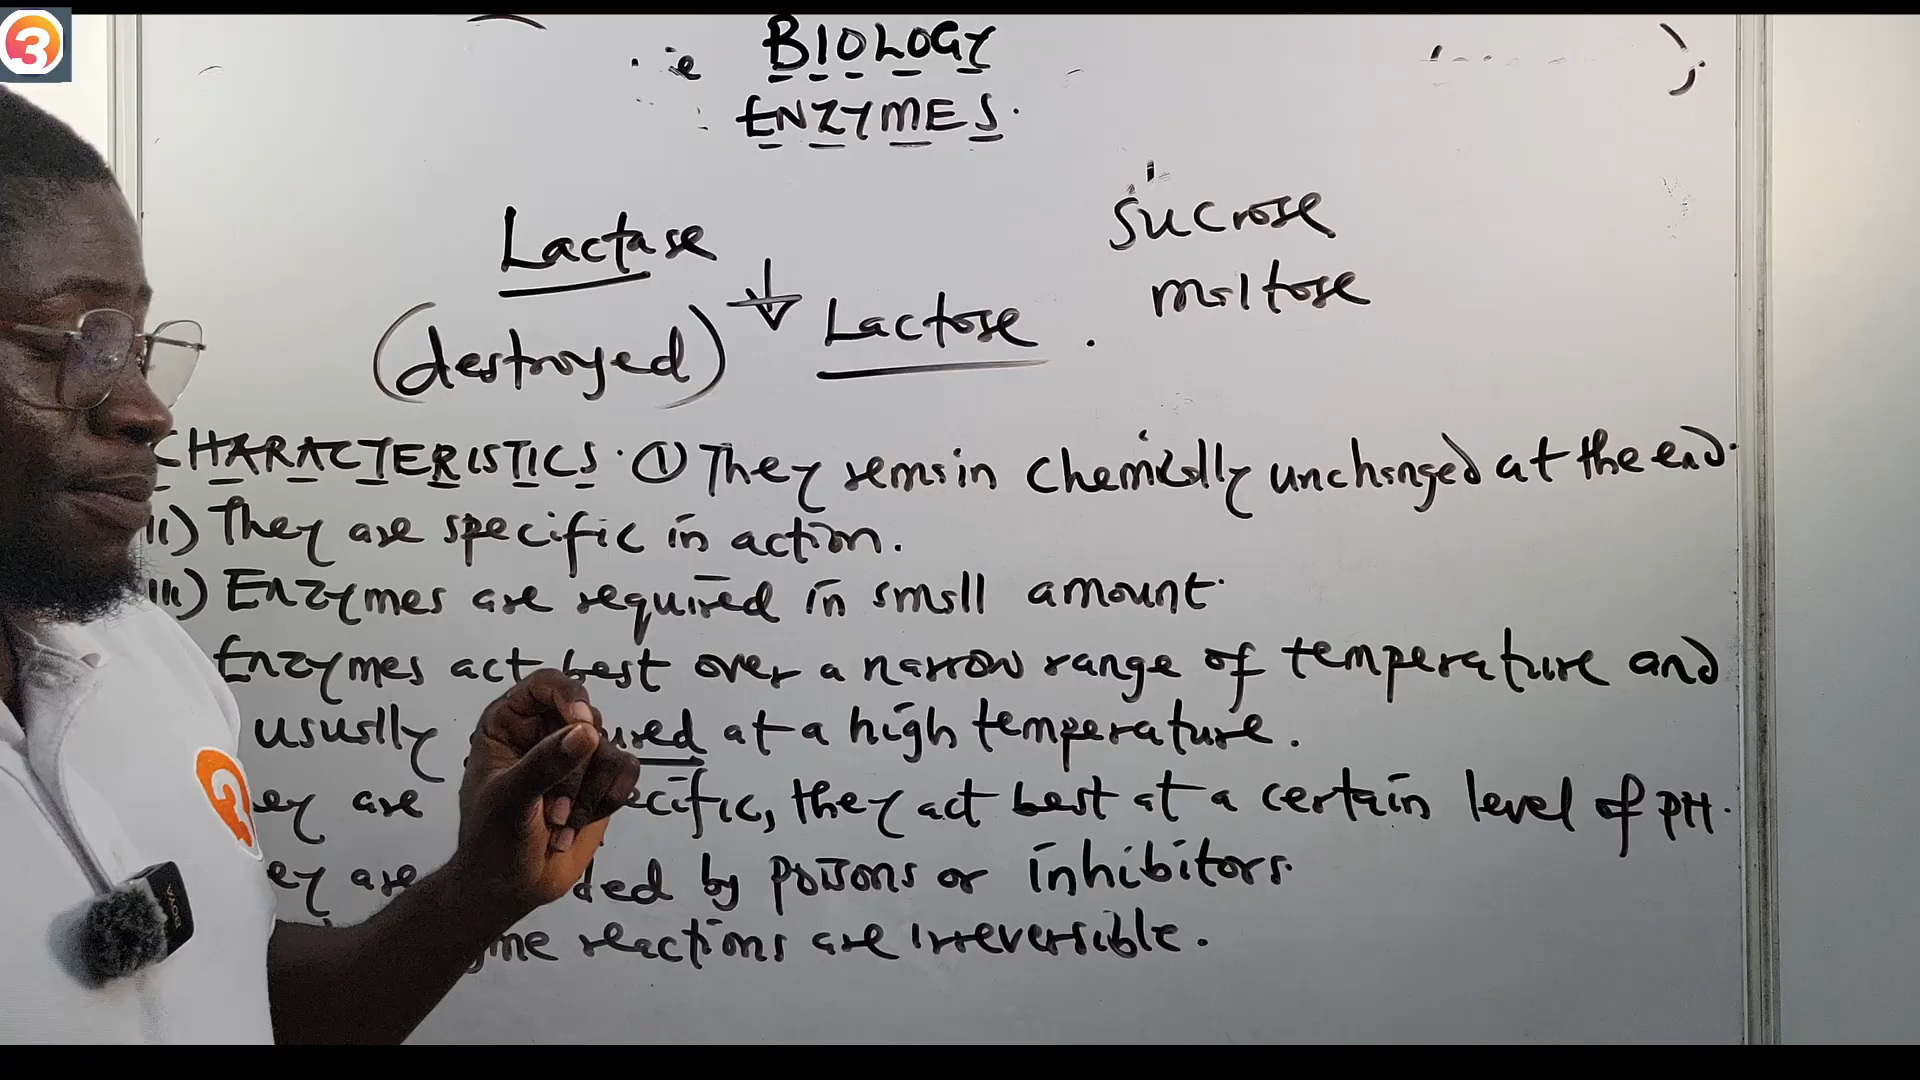 3
i.e BIOLOGY
ENZYMES.
Lactase
sucrose
maltose
(destroyed) Lactose.
CHARACTERISTICS. (i) They remain chemically unchanged at the end.
ii) They are specific in action.
iii) Enzymes are required in small amount.
Enzymes act best over a narrow range of temperature and
usually at a high temperature.
are they act best at a certain level of pH.
are by poisons or inhibitors.
reactions are irreversible.
3